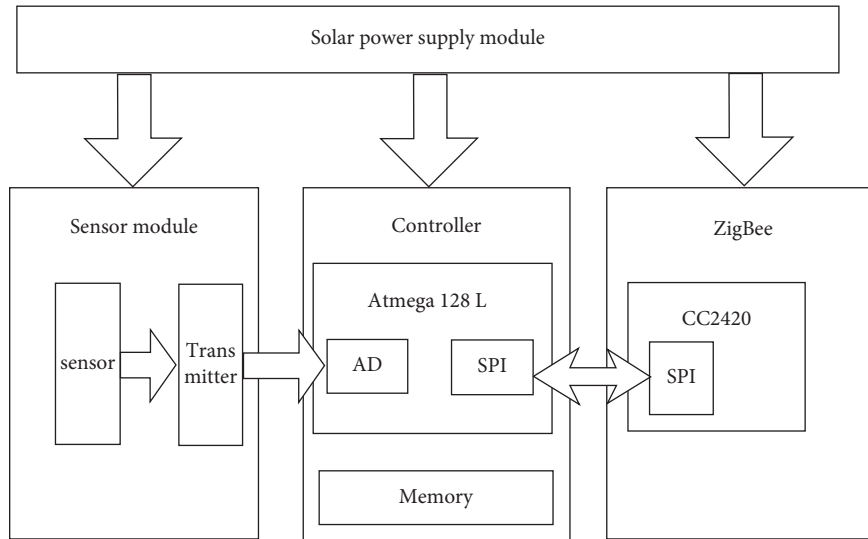 Solar power supply module
Sensor module
sensor
Trans
mitter
Controller
Atmega 128 L
AD
SPI
Memory
ZigBee
CC2420
SPI